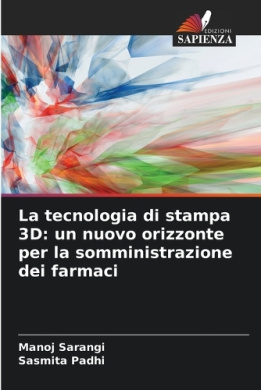 EDIZIONI
SAPIENZA
La tecnologia di stampa
3D: un nuovo orizzonte
per la somministrazione
dei farmaci
Manoj Sarangi
Sasmita Padhi